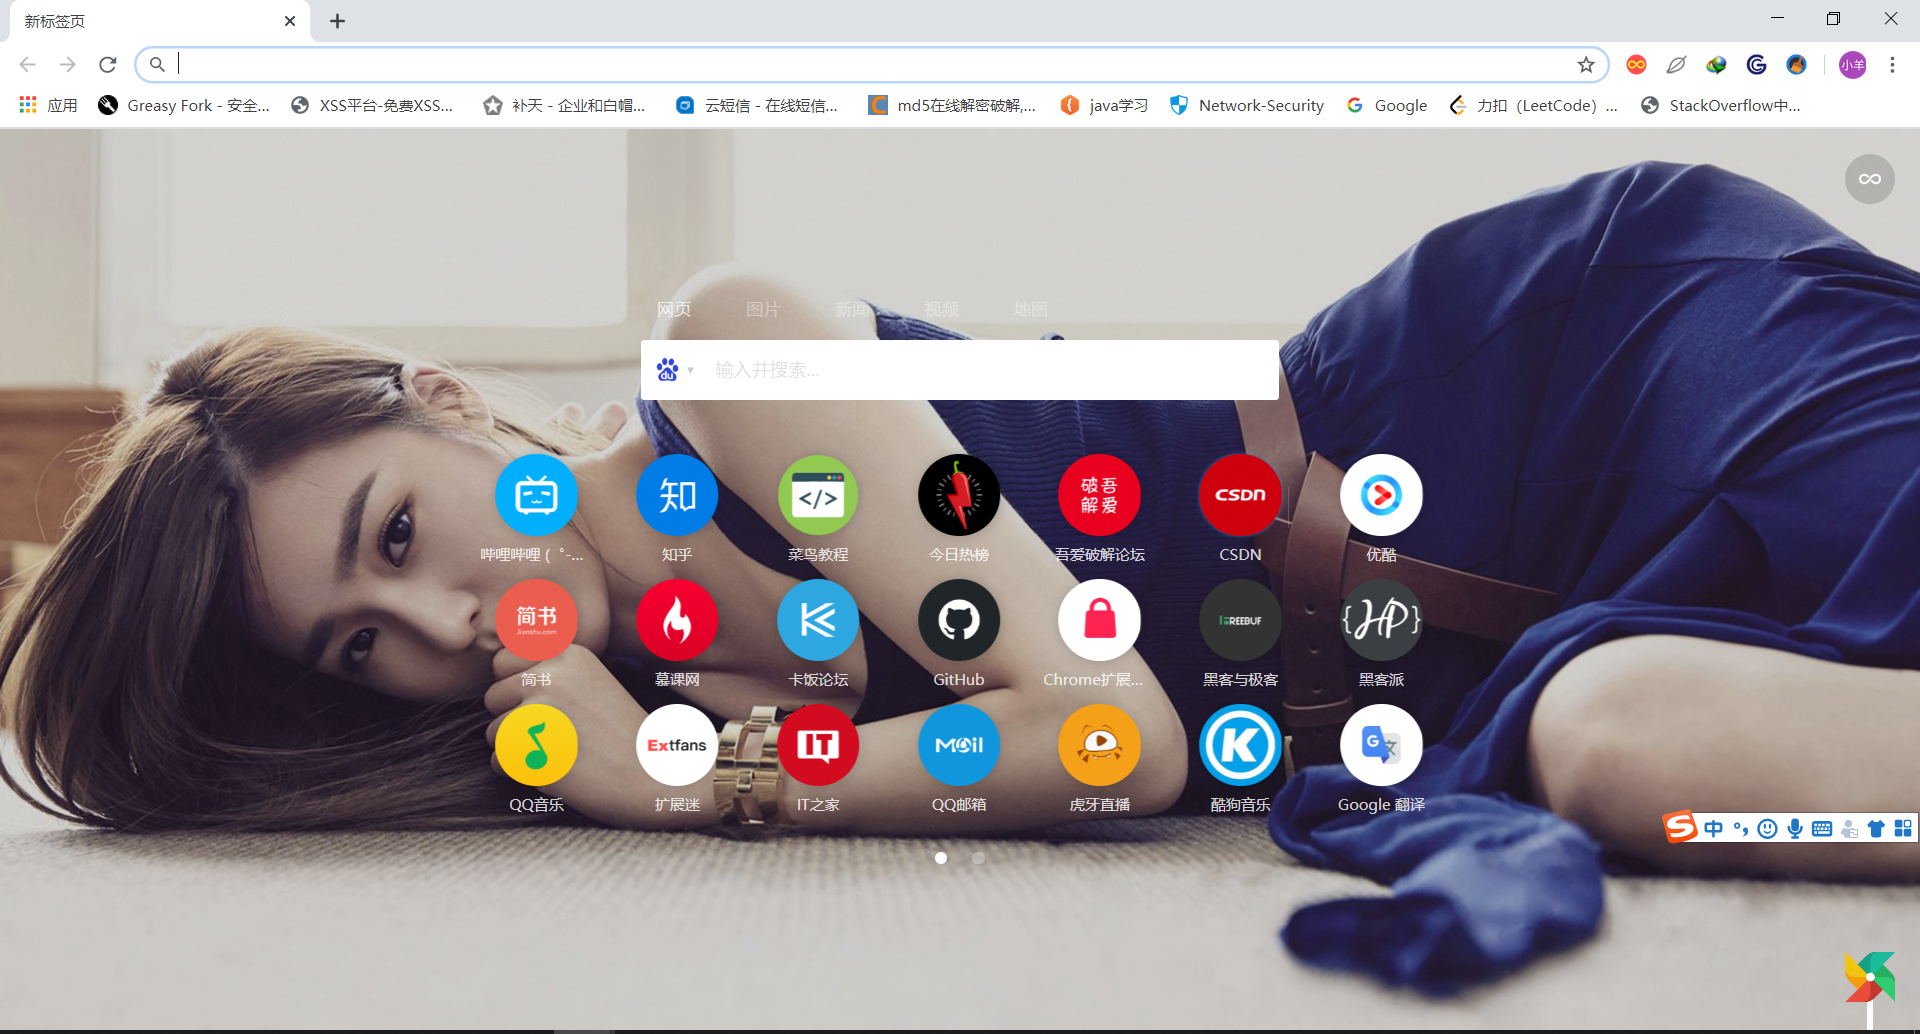 新标签页
小羊
应用 Greasy Fork - 安全... XSS平台-免费XSS... 补天 - 企业和白帽... 云短信 - 在线短信... md5在线解密破解,... java学习 Network-Security Google 力扣（LeetCode）... StackOverflow中...
网页 图片 新闻 视频 地图
du 输入并搜索...
知 </> 破吾解爱 CSDN
哔哩哔哩 ( ゜-... 知乎 菜鸟教程 今日热榜 吾爱破解论坛 CSDN 优酷
简书 Jianshu.com FREEBUF {HP}
简书 慕课网 卡饭论坛 GitHub Chrome扩展... 黑客与极客 黑客派
Extfans IT Mail K G文
QQ音乐 扩展迷 IT之家 QQ邮箱 虎牙直播 酷狗音乐 Google 翻译
S 中